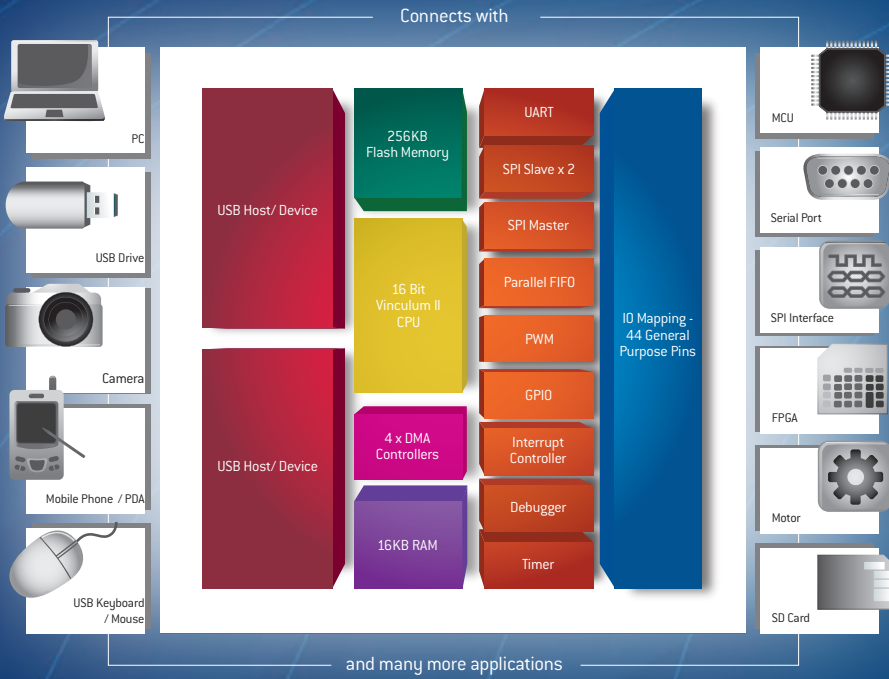 Connects with
PC
USB Drive
Camera
Mobile Phone / PDA
USB Keyboard
/ Mouse
USB Host/ Device
USB Host/ Device
256KB
Flash Memory
16 Bit
Vinculum II
CPU
4 x DMA
Controllers
16KB RAM
UART
SPI Slave x 2
SPI Master
Parallel FIFO
PWM
GPIO
Interrupt
Controller
Debugger
Timer
IO Mapping -
44 General
Purpose Pins
MCU
Serial Port
SPI Interface
FPGA
Motor
SD Card
and many more applications